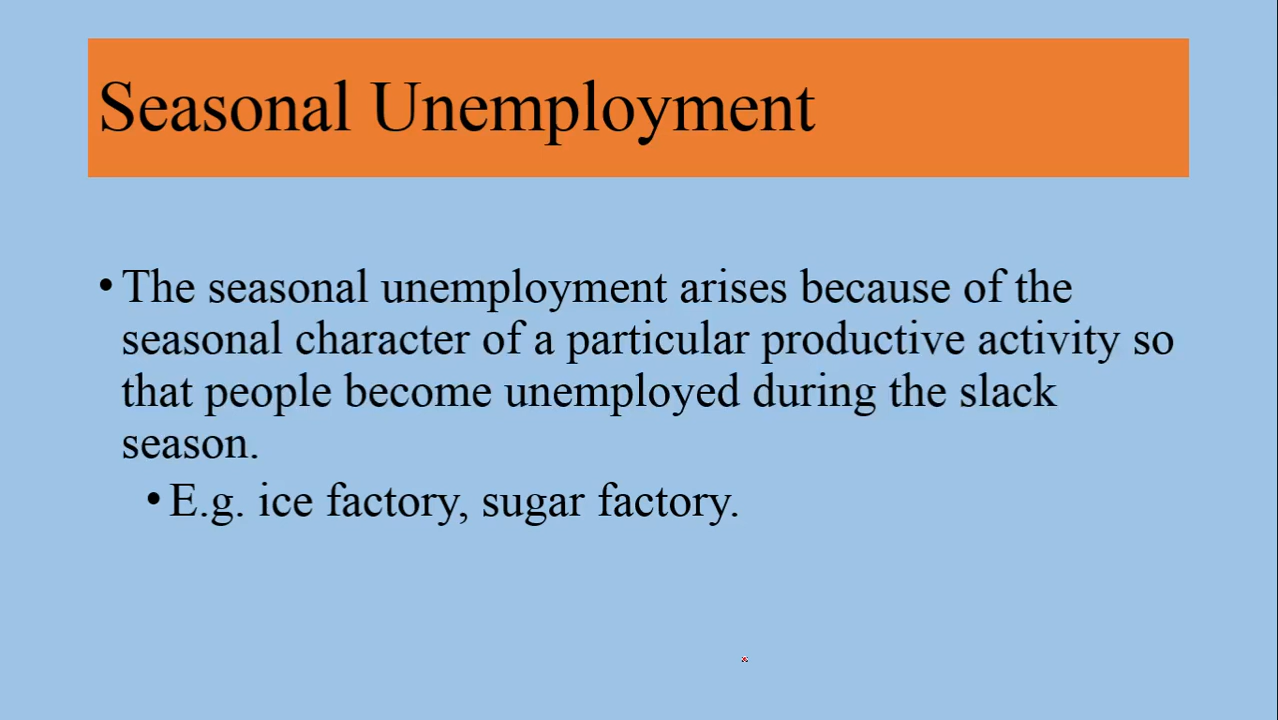 Seasonal Unemployment
• The seasonal unemployment arises because of the
seasonal character of a particular productive activity so
that people become unemployed during the slack
season.
• E.g. ice factory, sugar factory.